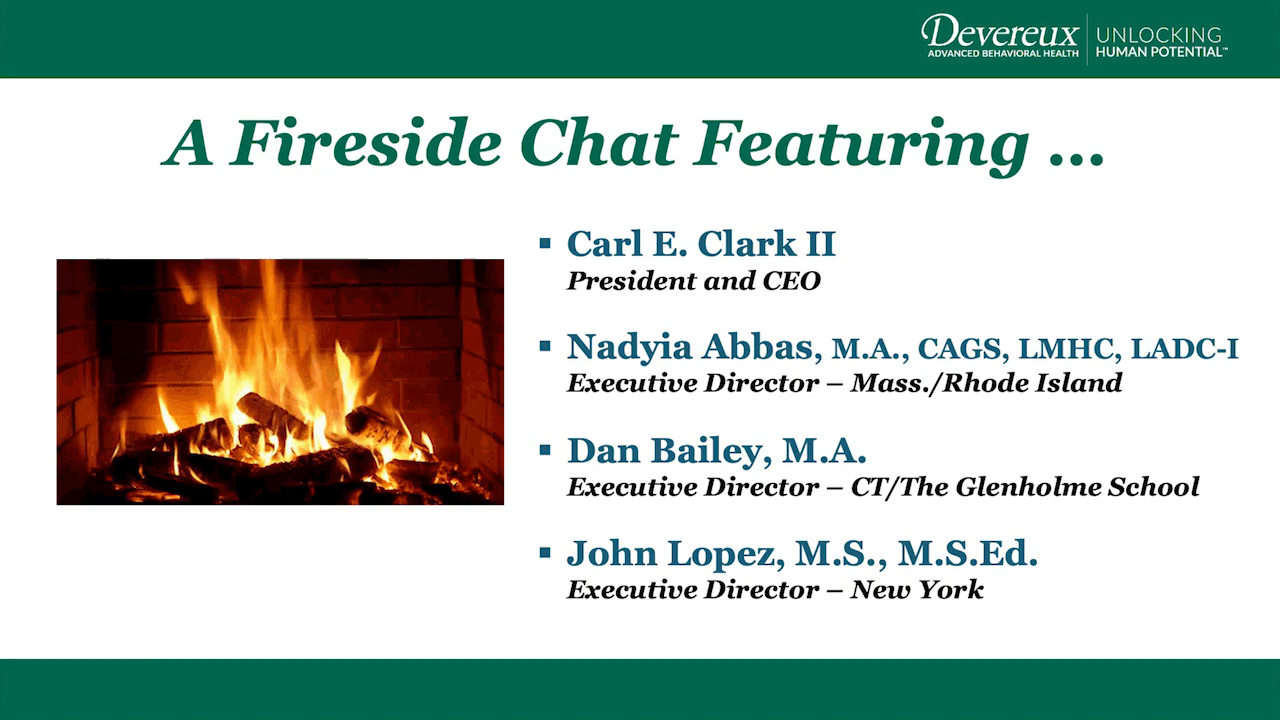 Devereux
ADVANCED BEHAVIORAL HEALTH
UNLOCKING
HUMAN POTENTIAL™
A Fireside Chat Featuring ...
▪ Carl E. Clark II
President and CEO
▪ Nadyia Abbas, M.A., CAGS, LMHC, LADC-I
Executive Director – Mass./Rhode Island
▪ Dan Bailey, M.A.
Executive Director – CT/The Glenholme School
▪ John Lopez, M.S., M.S.Ed.
Executive Director – New York